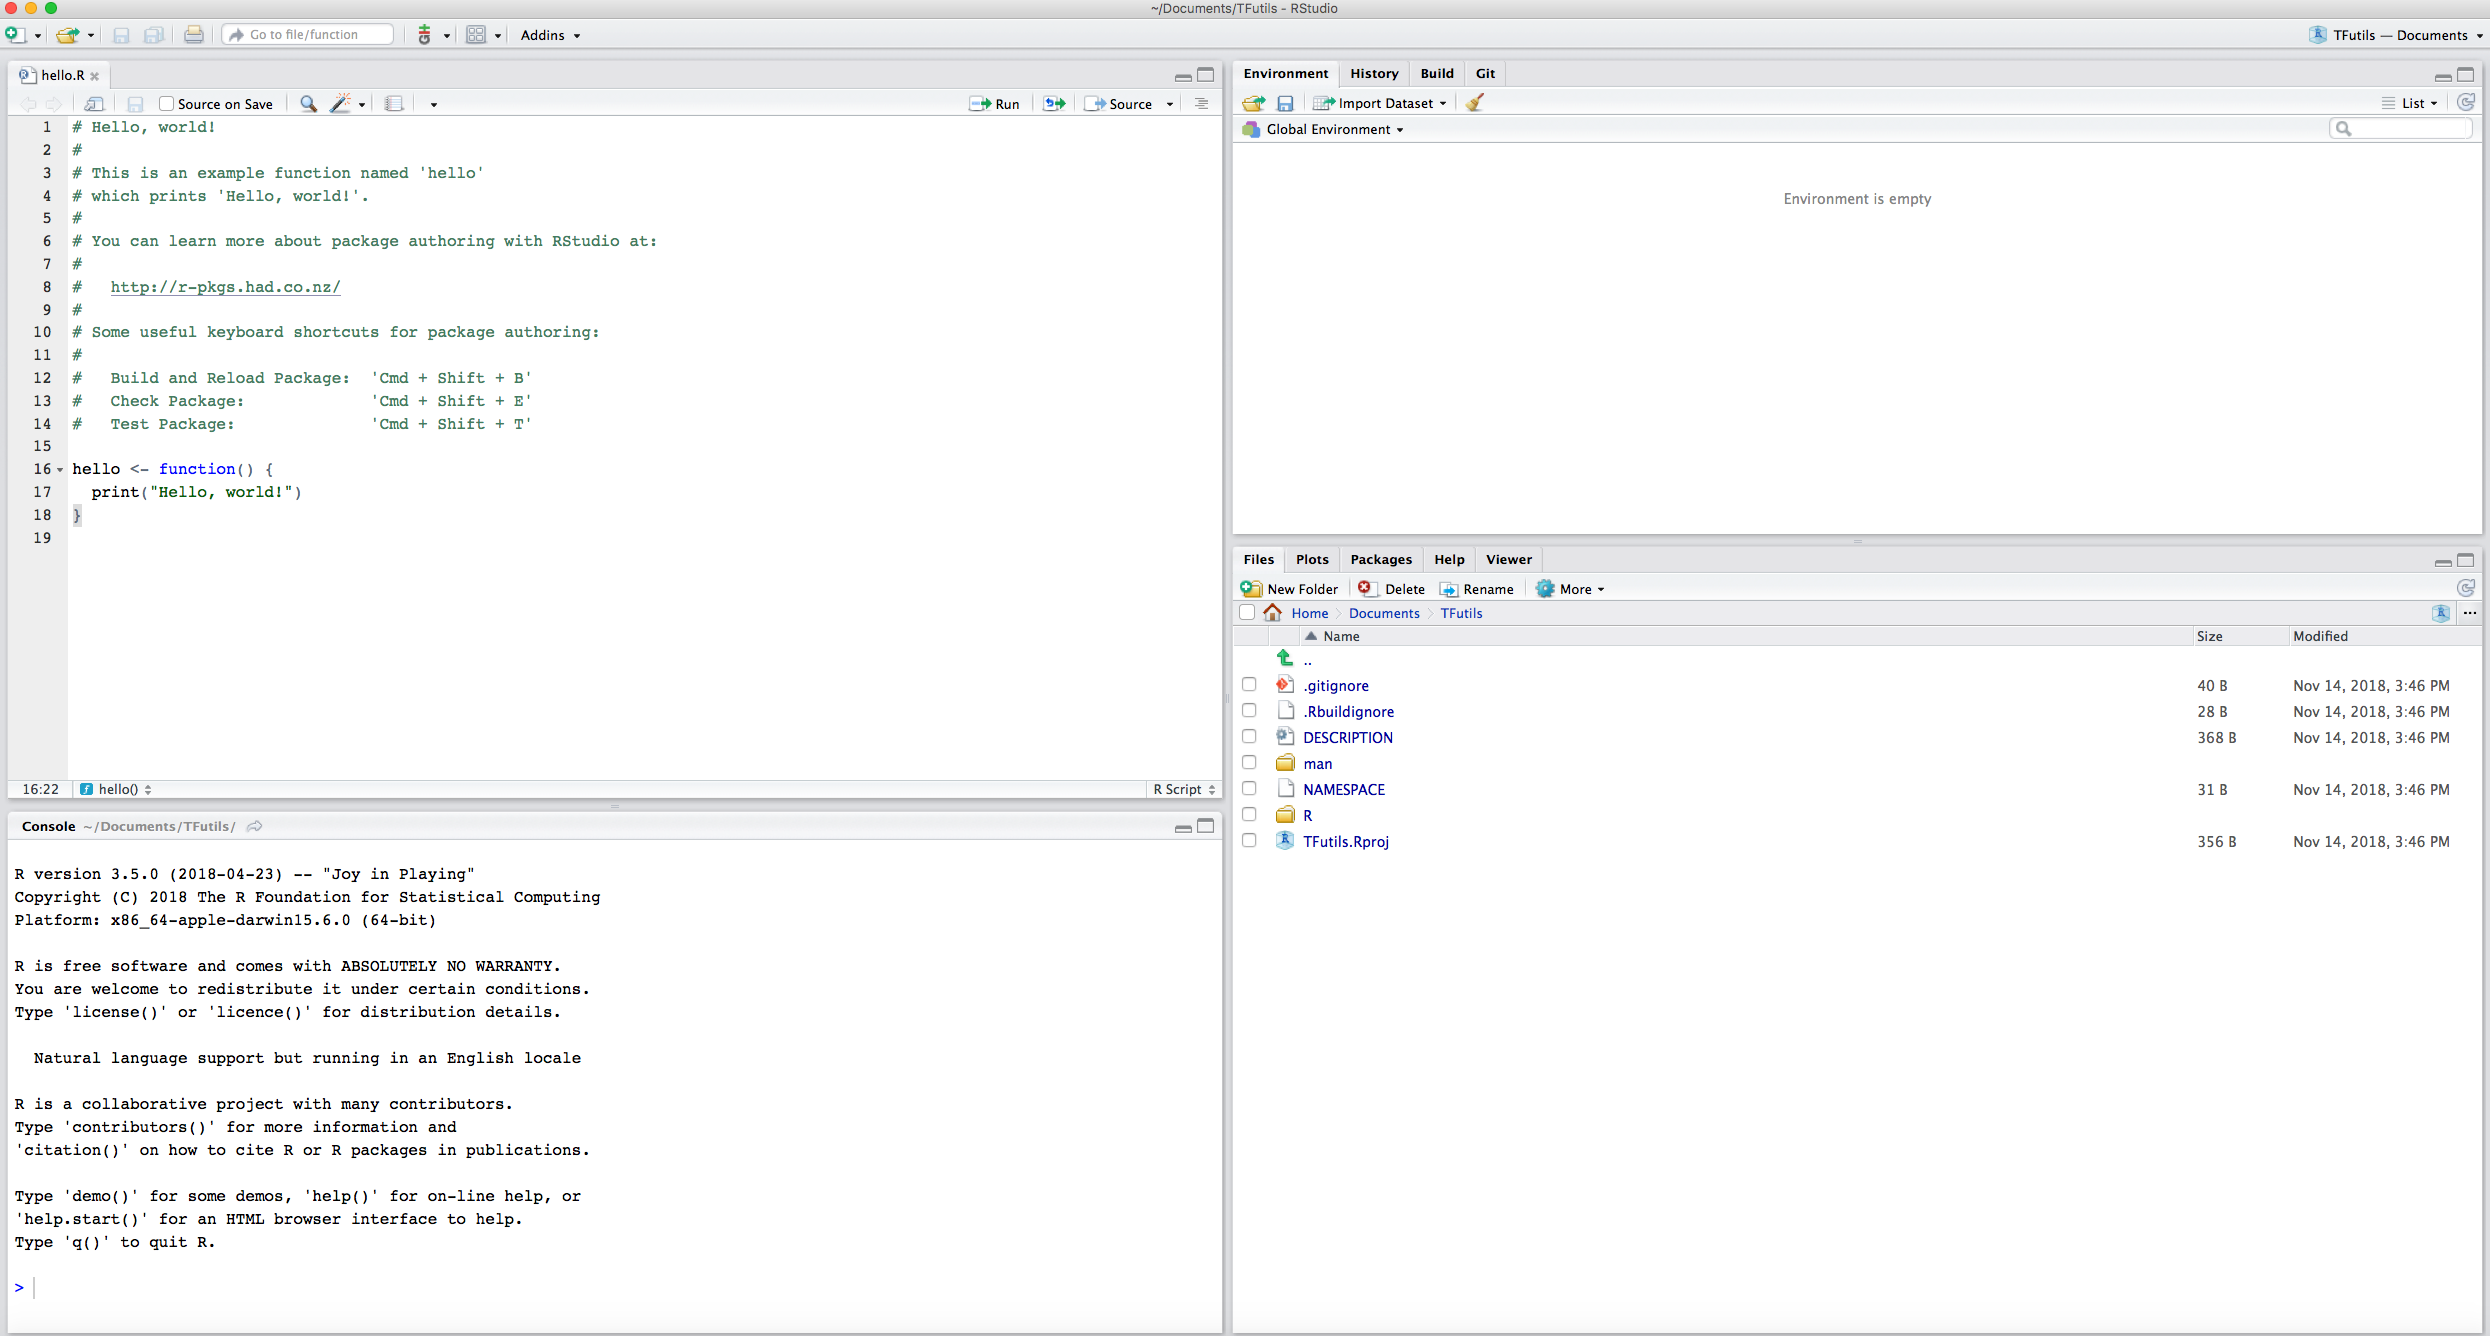 ~/Documents/TFutils - RStudio
Go to file/function
Addins
TFutils — Documents
hello.R
Source on Save
Run
Source
1 # Hello, world!
2 #
3 # This is an example function named 'hello'
4 # which prints 'Hello, world!'.
5 #
6 # You can learn more about package authoring with RStudio at:
7 #
8 #   http://r-pkgs.had.co.nz/
9 #
10 # Some useful keyboard shortcuts for package authoring:
11 #
12 #   Build and Reload Package:  'Cmd + Shift + B'
13 #   Check Package:             'Cmd + Shift + E'
14 #   Test Package:              'Cmd + Shift + T'
15
16 hello <- function() {
17   print("Hello, world!")
18 }
19
16:22 hello() R Script
Console ~/Documents/TFutils/
R version 3.5.0 (2018-04-23) -- "Joy in Playing"
Copyright (C) 2018 The R Foundation for Statistical Computing
Platform: x86_64-apple-darwin15.6.0 (64-bit)
R is free software and comes with ABSOLUTELY NO WARRANTY.
You are welcome to redistribute it under certain conditions.
Type 'license()' or 'licence()' for distribution details.
Natural language support but running in an English locale
R is a collaborative project with many contributors.
Type 'contributors()' for more information and
'citation()' on how to cite R or R packages in publications.
Type 'demo()' for some demos, 'help()' for on-line help, or
'help.start()' for an HTML browser interface to help.
Type 'q()' to quit R.
>
Environment History Build Git
Import Dataset List
Global Environment
Environment is empty
Files Plots Packages Help Viewer
New Folder Delete Rename More
Home Documents TFutils
Name Size Modified
..
.gitignore 40 B Nov 14, 2018, 3:46 PM
.Rbuildignore 28 B Nov 14, 2018, 3:46 PM
DESCRIPTION 368 B Nov 14, 2018, 3:46 PM
man
NAMESPACE 31 B Nov 14, 2018, 3:46 PM
R
TFutils.Rproj 356 B Nov 14, 2018, 3:46 PM